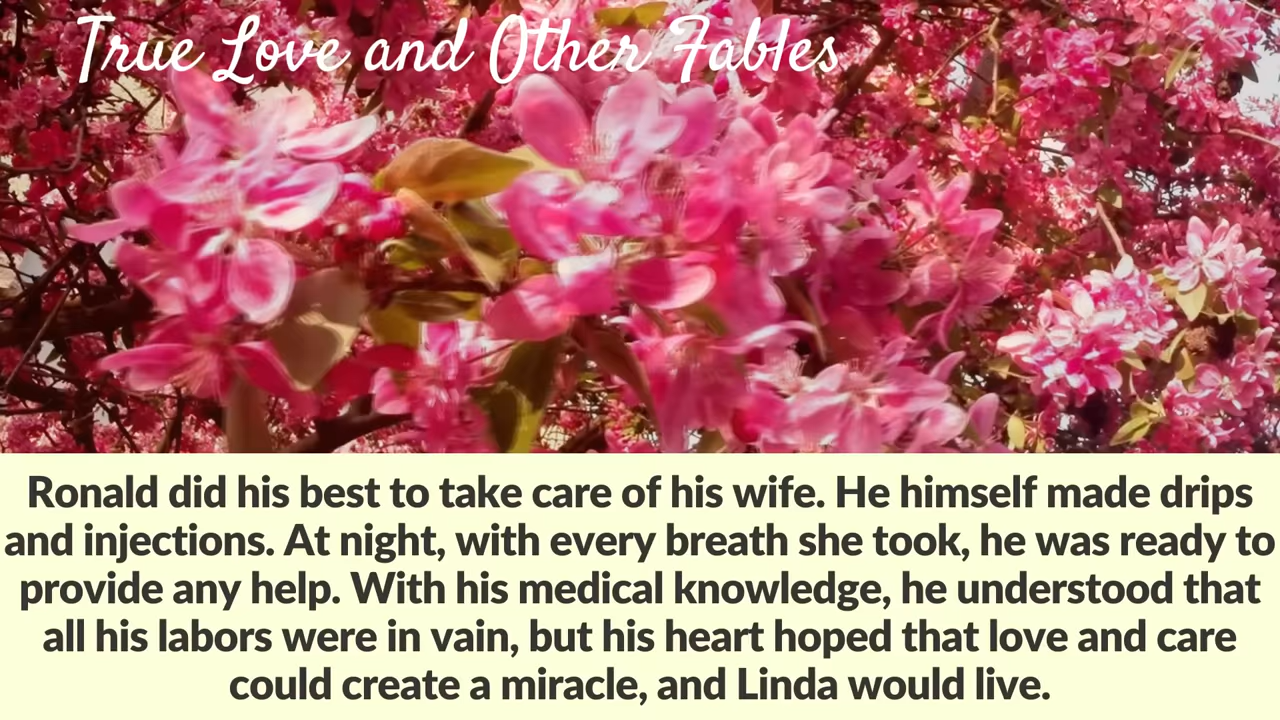 True Love and Other Fables
Ronald did his best to take care of his wife. He himself made drips
and injections. At night, with every breath she took, he was ready to
provide any help. With his medical knowledge, he understood that
all his labors were in vain, but his heart hoped that love and care
could create a miracle, and Linda would live.